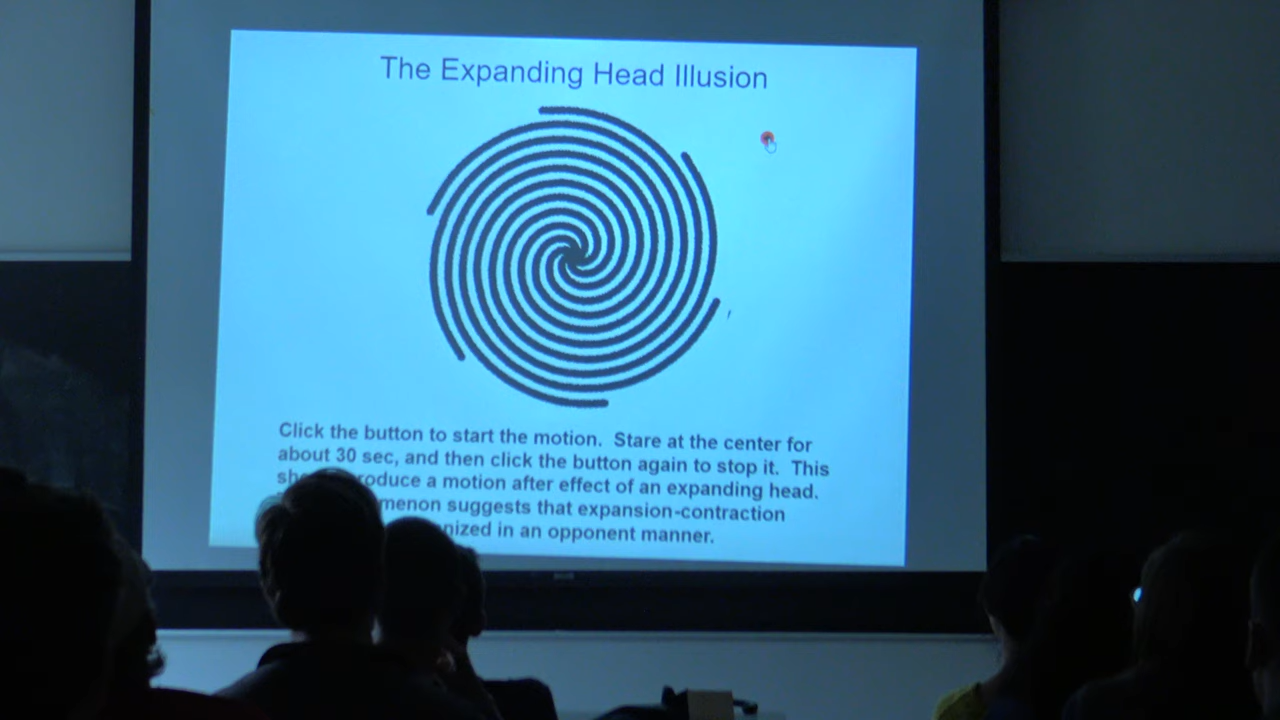 The Expanding Head Illusion
Click the button to start the motion. Stare at the center for
about 30 sec, and then click the button again to stop it. This
produce a motion after effect of an expanding head.
suggests that expansion-contraction
in an opponent manner.